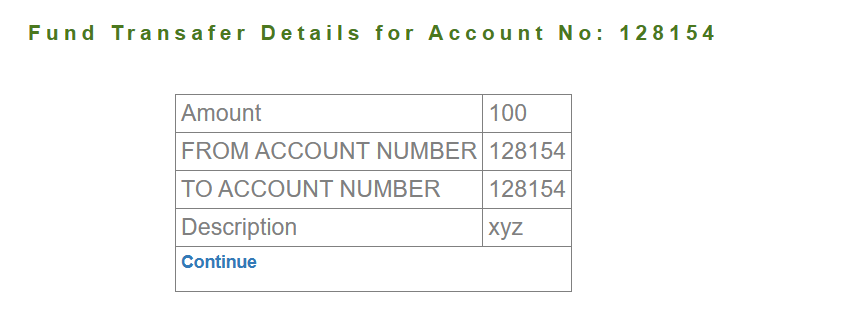 Fund Transafer Details for Account No: 128154
Amount 100
FROM ACCOUNT NUMBER 128154
TO ACCOUNT NUMBER 128154
Description xyz
Continue